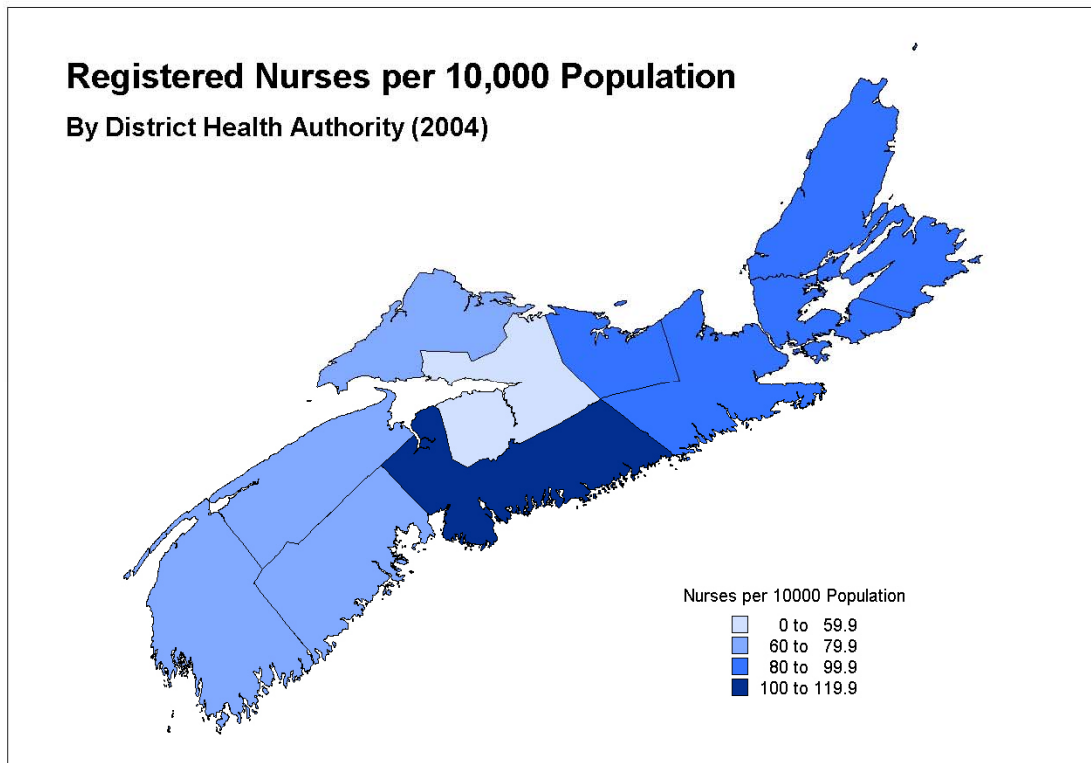 Registered Nurses per 10,000 Population
By District Health Authority (2004)
Nurses per 10000 Population
0 to 59.9
60 to 79.9
80 to 99.9
100 to 119.9